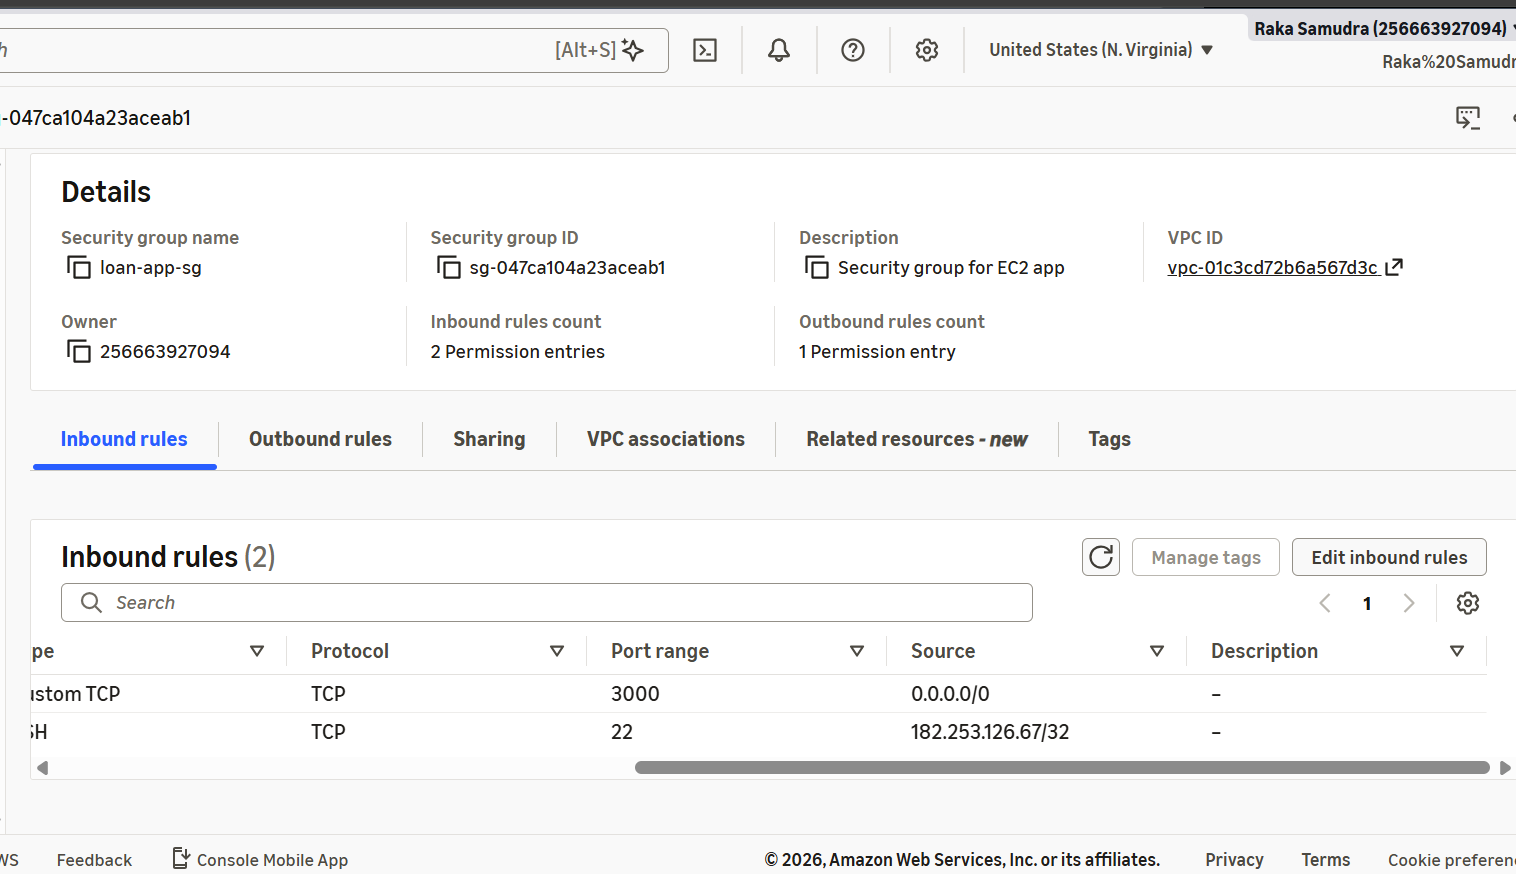 h [Alt+S] United States (N. Virginia) Raka Samudra (256663927094)
Raka%20Samudr
-047ca104a23aceab1
Details
Security group name
loan-app-sg
Security group ID
sg-047ca104a23aceab1
Description
Security group for EC2 app
VPC ID
vpc-01c3cd72b6a567d3c
Owner
256663927094
Inbound rules count
2 Permission entries
Outbound rules count
1 Permission entry
Inbound rules Outbound rules Sharing VPC associations Related resources - new Tags
Inbound rules (2) Manage tags Edit inbound rules
Search 1
pe Protocol Port range Source Description
ustom TCP TCP 3000 0.0.0.0/0 –
SH TCP 22 182.253.126.67/32 –
WS Feedback Console Mobile App © 2026, Amazon Web Services, Inc. or its affiliates. Privacy Terms Cookie preferen